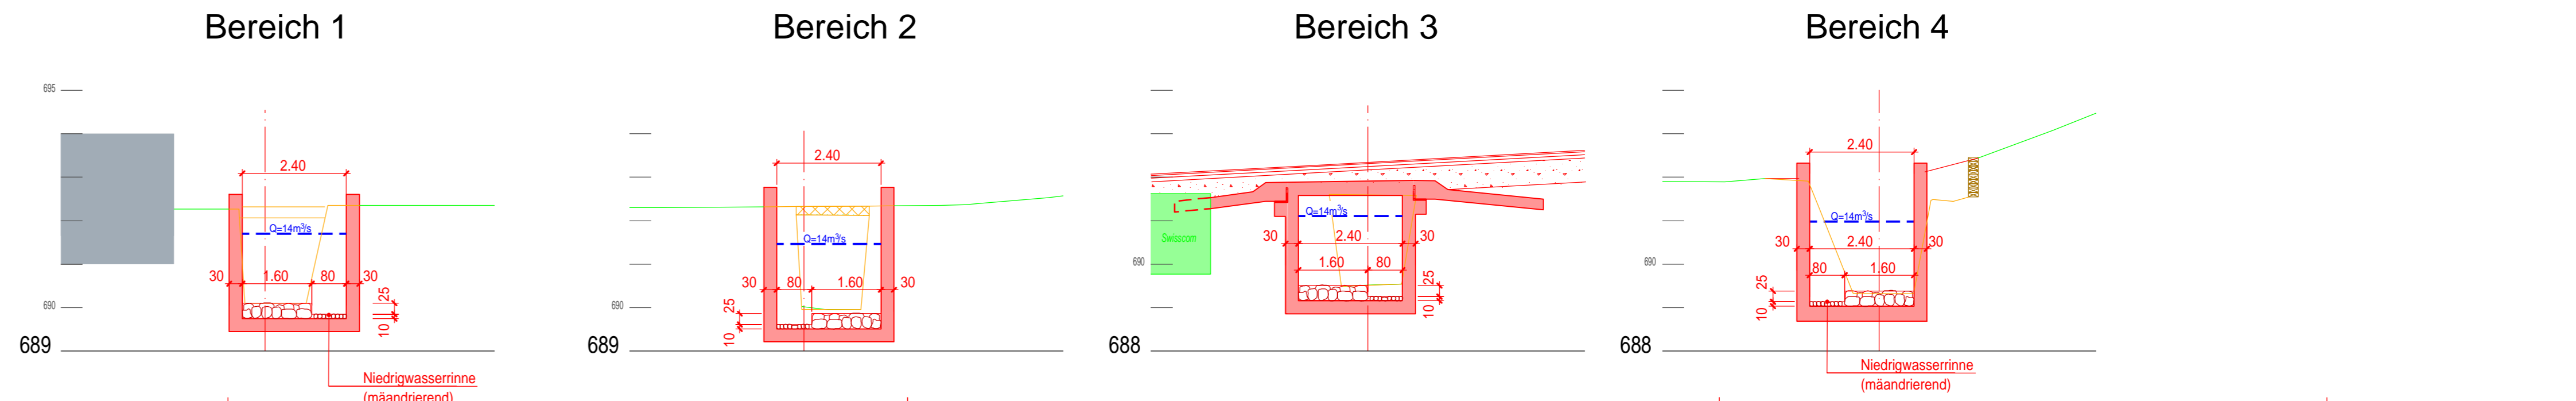 Bereich 1
Bereich 2
Bereich 3
Bereich 4
695
2.40
Q=14m³/s
30
1.60
80
30
25
10
690
689
Niedrigwasserrinne
(mäandrierend)
2.40
Q=14m³/s
30
80
1.60
30
25
10
690
689
Q=14m³/s
Swisscom
30
2.40
30
1.60
80
25
10
690
688
2.40
Q=14m³/s
30
2.40
30
80
1.60
25
10
690
688
Niedrigwasserrinne
(mäandrierend)